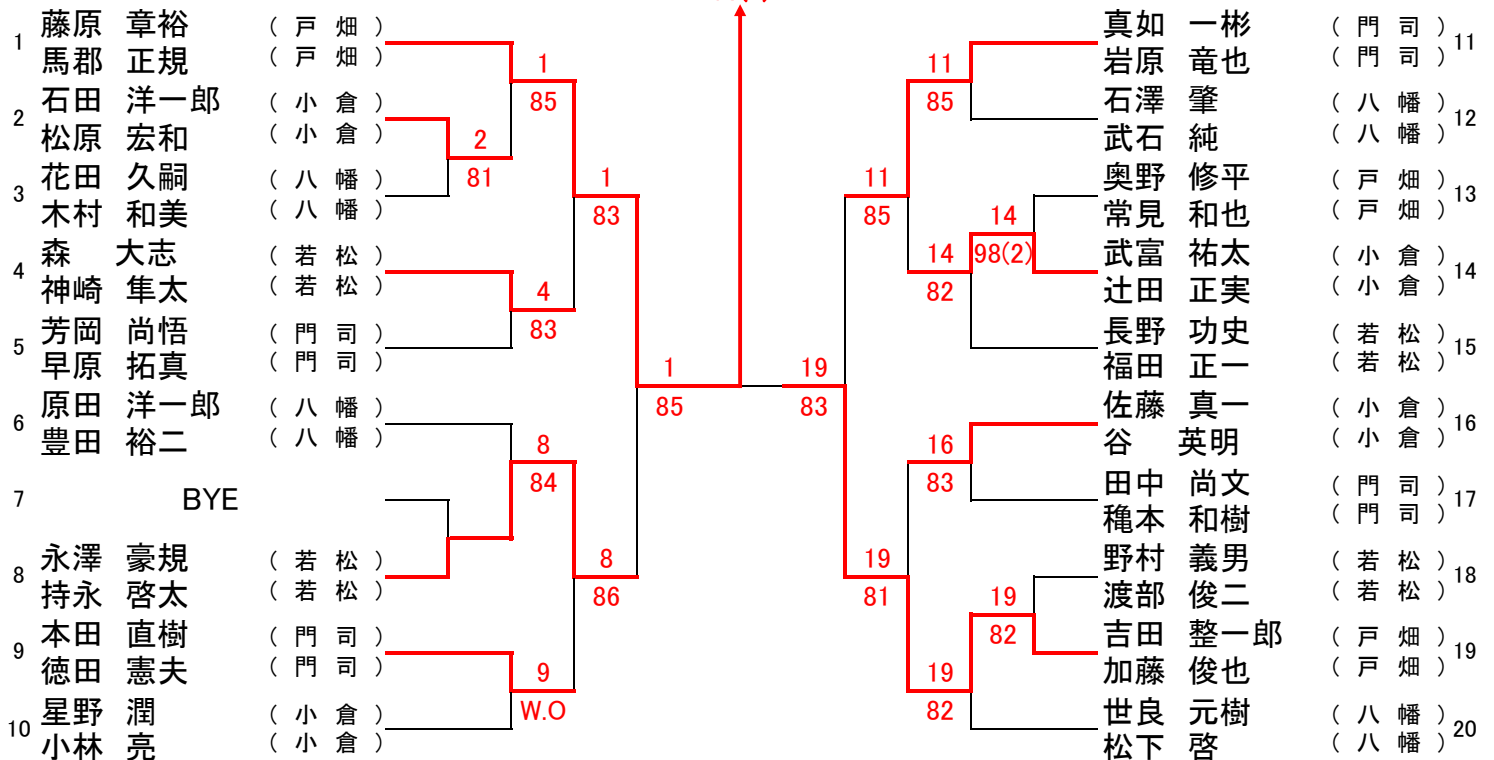 1 藤原 章裕 ( 戸 畑 )
馬郡 正規 ( 戸 畑 )
2 石田 洋一郎 ( 小 倉 )
松原 宏和 ( 小 倉 )
3 花田 久嗣 ( 八 幡 )
木村 和美 ( 八 幡 )
4 森 大志 ( 若 松 )
神崎 隼太 ( 若 松 )
5 芳岡 尚悟 ( 門 司 )
早原 拓真 ( 門 司 )
6 原田 洋一郎 ( 八 幡 )
豊田 裕二 ( 八 幡 )
7 BYE
8 永澤 豪規 ( 若 松 )
持永 啓太 ( 若 松 )
9 本田 直樹 ( 門 司 )
徳田 憲夫 ( 門 司 )
10 星野 潤 ( 小 倉 )
小林 亮 ( 小 倉 )
2
81
1
85
4
83
8
84
9
W.O
1
83
8
86
1
85
19
83
11
85
19
81
11
85
14
82
16
83
19
82
14
98(2)
19
82
真如 一彬 ( 門 司 ) 11
岩原 竜也 ( 門 司 )
石澤 肇 ( 八 幡 ) 12
武石 純 ( 八 幡 )
奥野 修平 ( 戸 畑 ) 13
常見 和也 ( 戸 畑 )
武富 祐太 ( 小 倉 ) 14
辻田 正実 ( 小 倉 )
長野 功史 ( 若 松 ) 15
福田 正一 ( 若 松 )
佐藤 真一 ( 小 倉 ) 16
谷 英明 ( 小 倉 )
田中 尚文 ( 門 司 ) 17
穐本 和樹 ( 門 司 )
野村 義男 ( 若 松 ) 18
渡部 俊二 ( 若 松 )
吉田 整一郎 ( 戸 畑 ) 19
加藤 俊也 ( 戸 畑 )
世良 元樹 ( 八 幡 ) 20
松下 啓 ( 八 幡 )